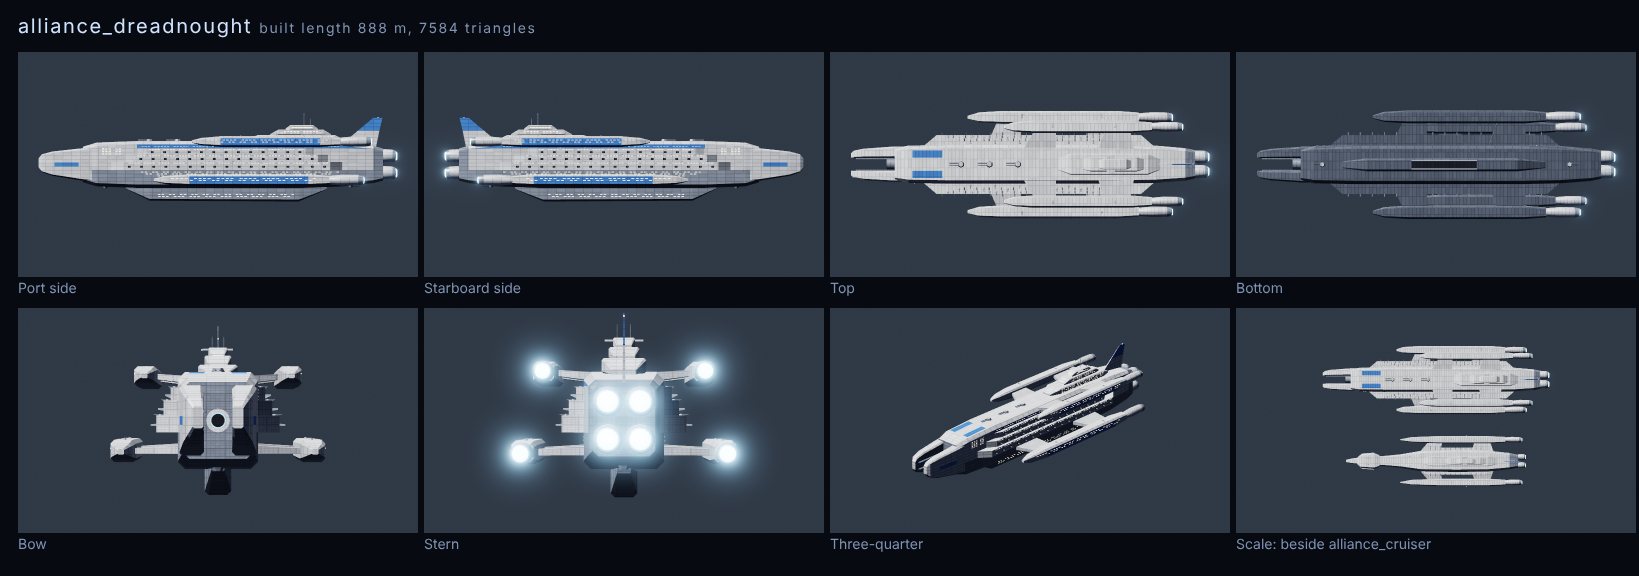 alliance_dreadnought built length 888 m, 7584 triangles
Port side
Starboard side
Top
Bottom
Bow
Stern
Three-quarter
Scale: beside alliance_cruiser